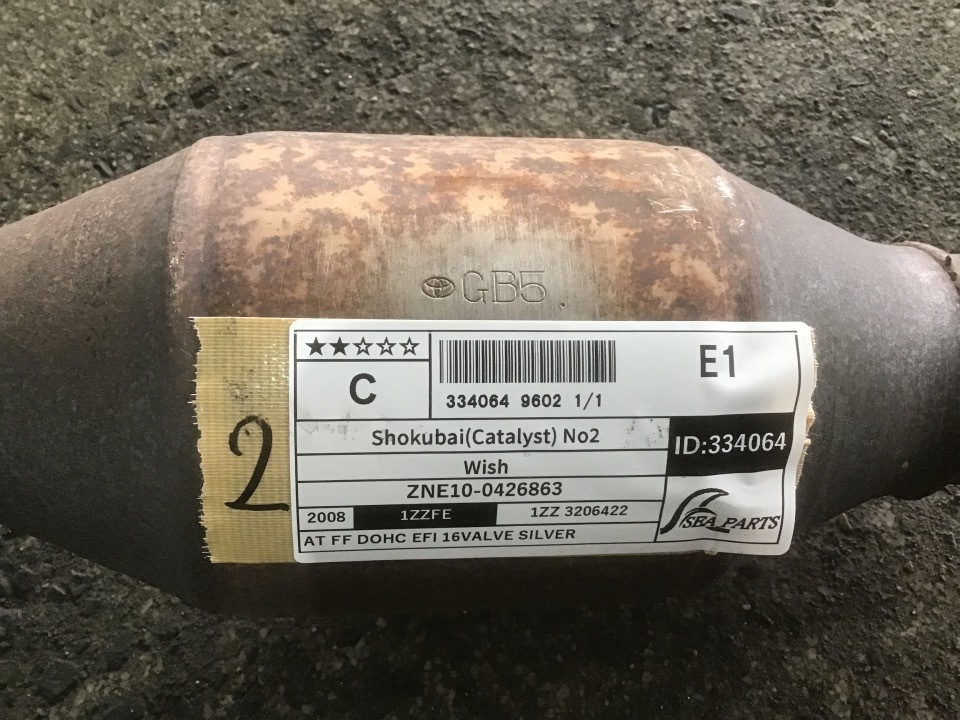 GB5
2
★★☆☆☆
C
334064 9602 1/1
E1
Shokubai(Catalyst) No2
ID:334064
Wish
ZNE10-0426863
2008 1ZZFE 1ZZ 3206422
SBA PARTS
AT FF DOHC EFI 16VALVE SILVER